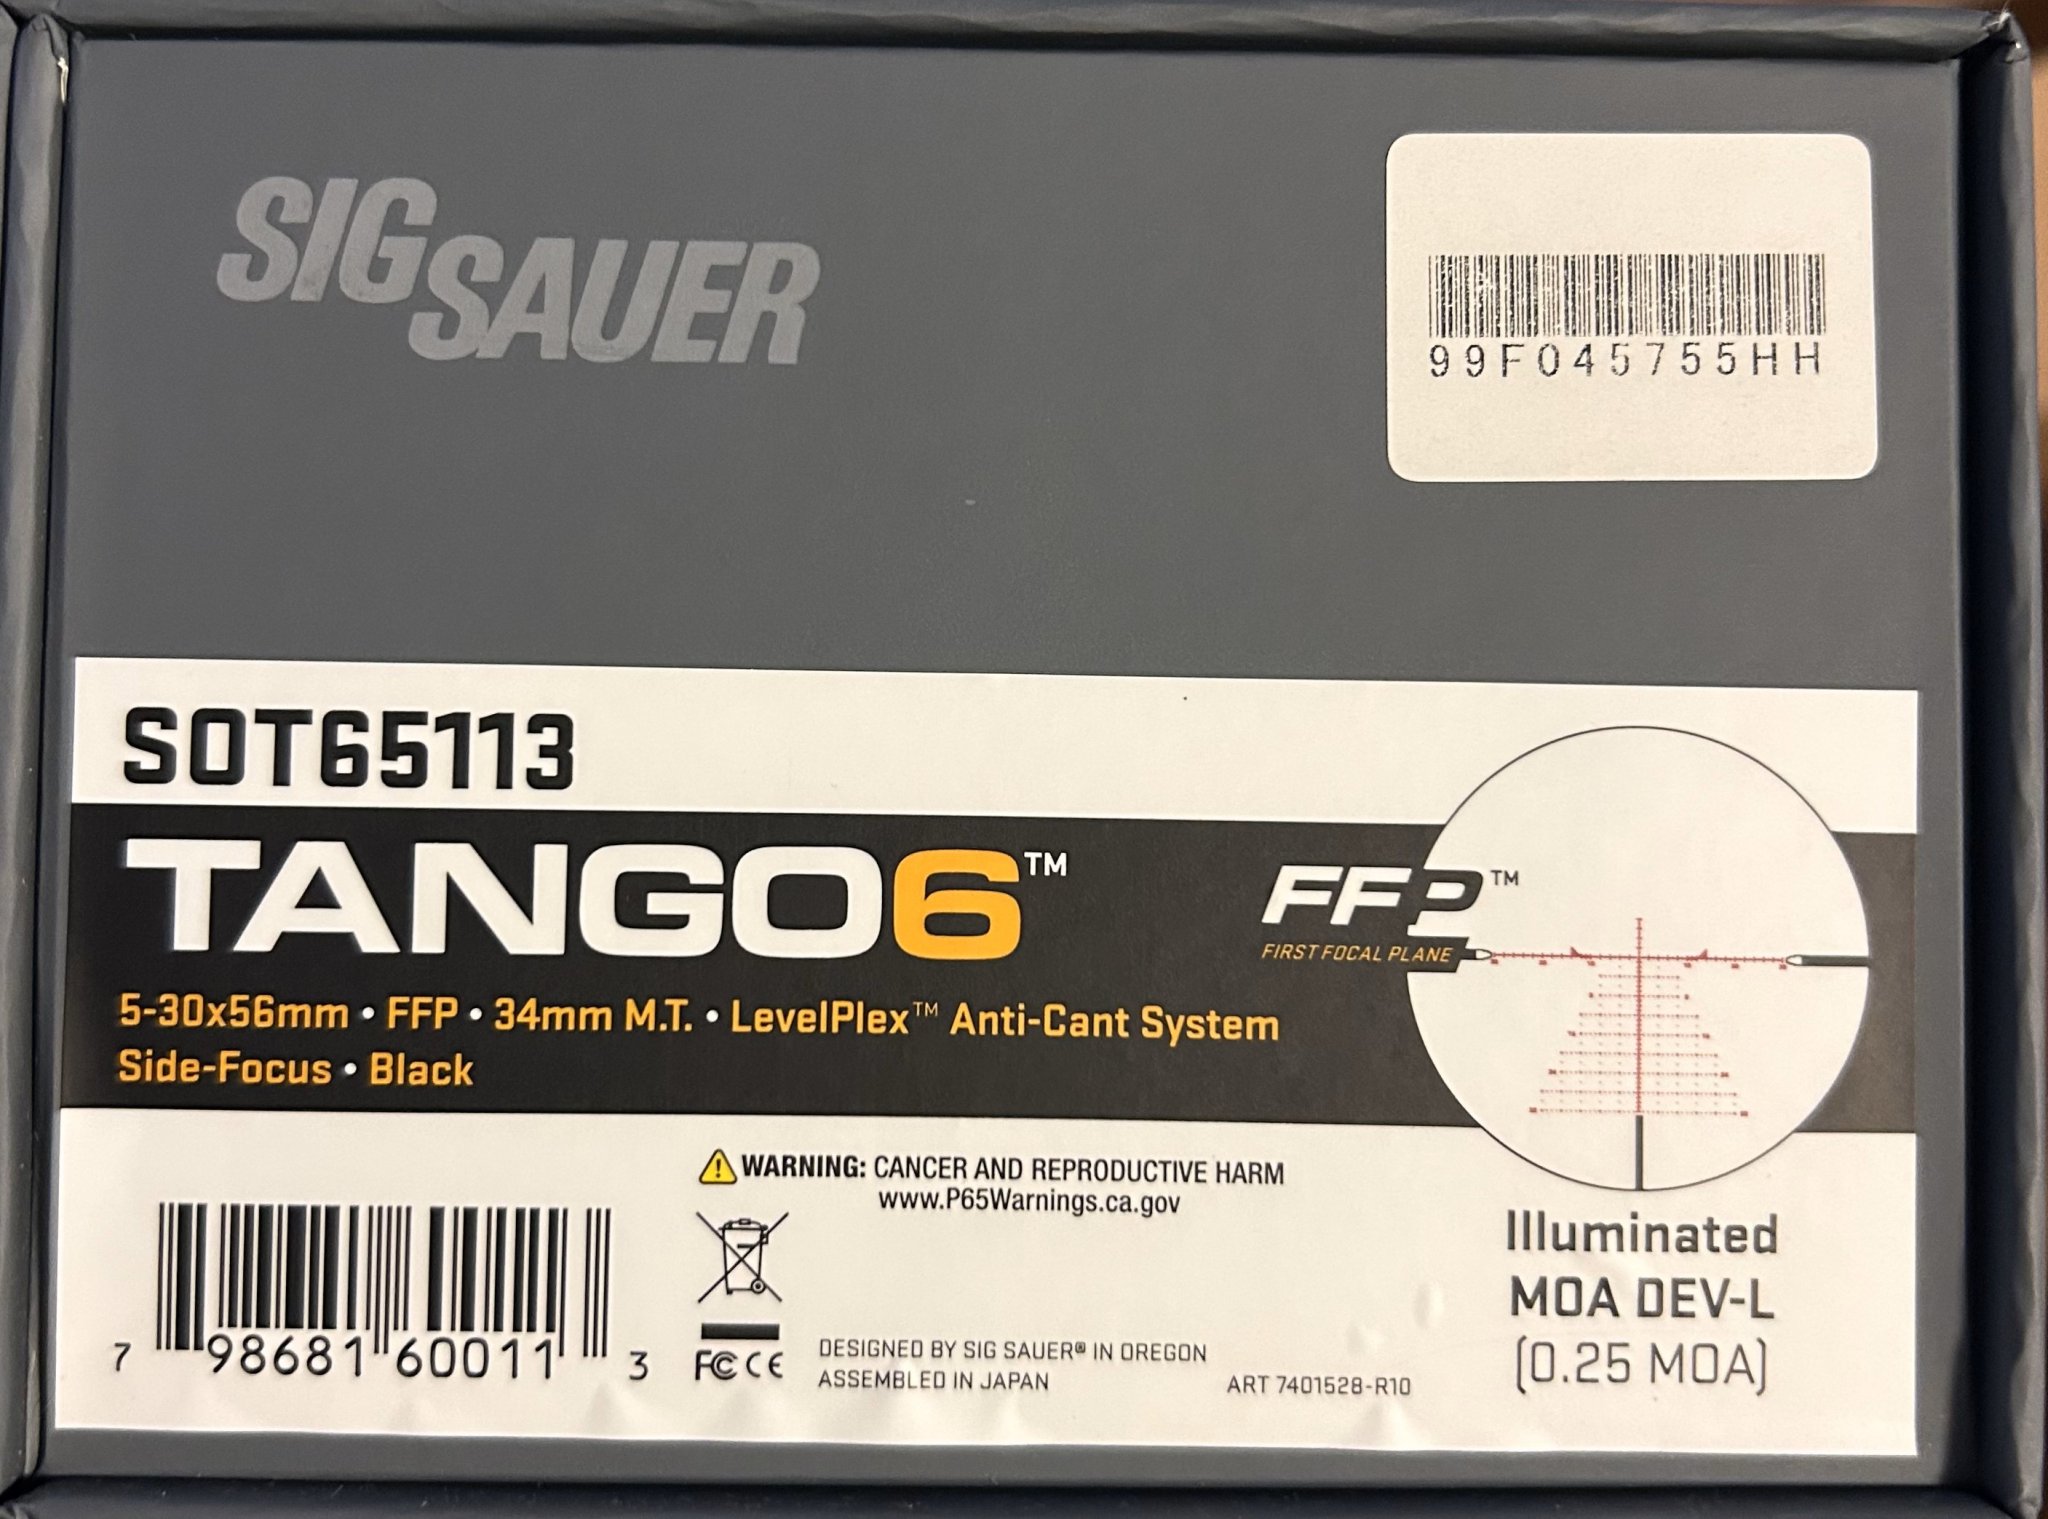 SIG SAUER
99F045755HH
SOT65113
TANGO6™
FFP™
FIRST FOCAL PLANE
5-30x56mm • FFP • 34mm M.T. • LevelPlex™ Anti-Cant System
Side-Focus • Black
WARNING: CANCER AND REPRODUCTIVE HARM
www.P65Warnings.ca.gov
7 98681 60011 3
FC CE
DESIGNED BY SIG SAUER® IN OREGON
ASSEMBLED IN JAPAN
ART 7401528-R10
Illuminated
MOA DEV-L
(0.25 MOA)